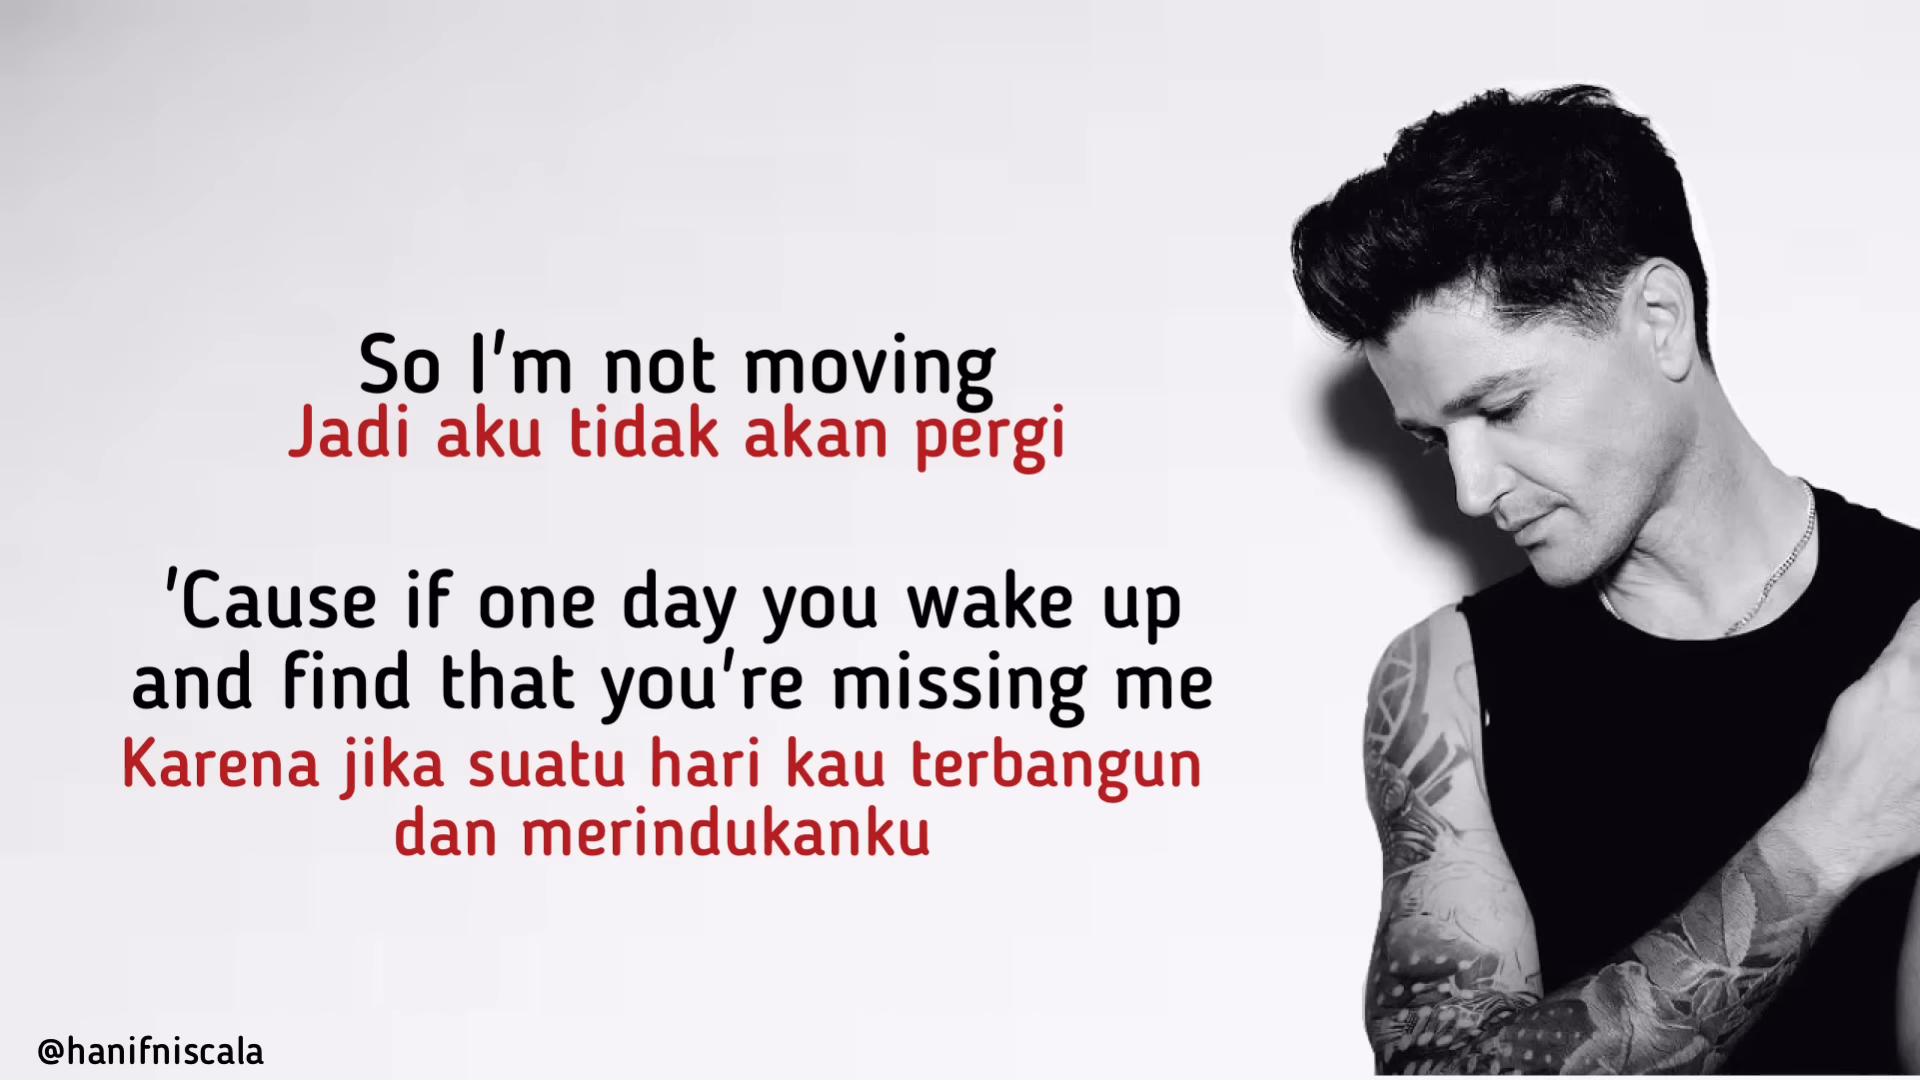 So I'm not moving
Jadi aku tidak akan pergi
'Cause if one day you wake up
and find that you're missing me
Karena jika suatu hari kau terbangun
dan merindukanku
@hanifniscala